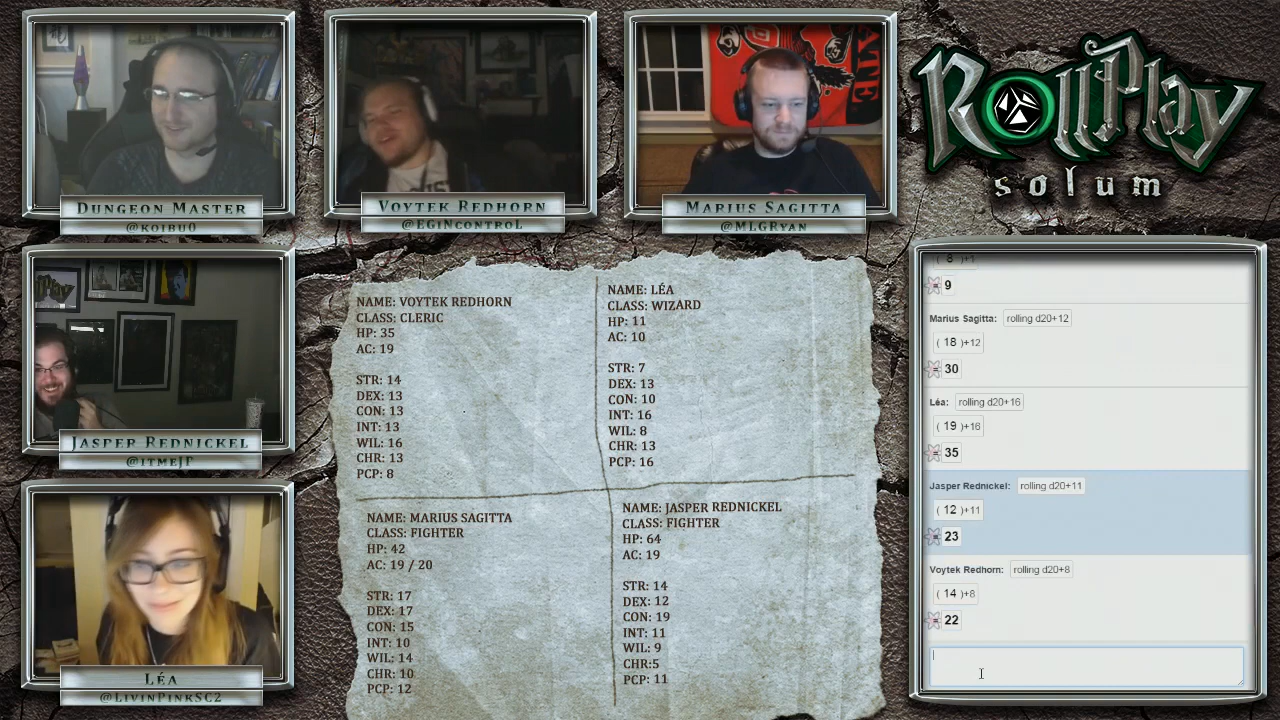 DUNGEON MASTER
@KOIBU0
VOYTEK REDHORN
@EGINCONTROL
MARIUS SAGITTA
@MLGRYAN
RollPlay
solum
JASPER REDNICKEL
@ITMEJP
LÉA
@LIVINPINKSC2
NAME: VOYTEK REDHORN
CLASS: CLERIC
HP: 35
AC: 19
STR: 14
DEX: 13
CON: 13
INT: 13
WIL: 16
CHR: 13
PCP: 8
NAME: LÉA
CLASS: WIZARD
HP: 11
AC: 10
STR: 7
DEX: 13
CON: 10
INT: 16
WIL: 8
CHR: 13
PCP: 16
NAME: MARIUS SAGITTA
CLASS: FIGHTER
HP: 42
AC: 19 / 20
STR: 17
DEX: 17
CON: 15
INT: 10
WIL: 14
CHR: 10
PCP: 12
NAME: JASPER REDNICKEL
CLASS: FIGHTER
HP: 64
AC: 19
STR: 14
DEX: 12
CON: 19
INT: 11
WIL: 9
CHR:5
PCP: 11
( 8 )+1
9
Marius Sagitta: rolling d20+12
( 18 )+12
30
Léa: rolling d20+16
( 19 )+16
35
Jasper Rednickel: rolling d20+11
( 12 )+11
23
Voytek Redhorn: rolling d20+8
( 14 )+8
22